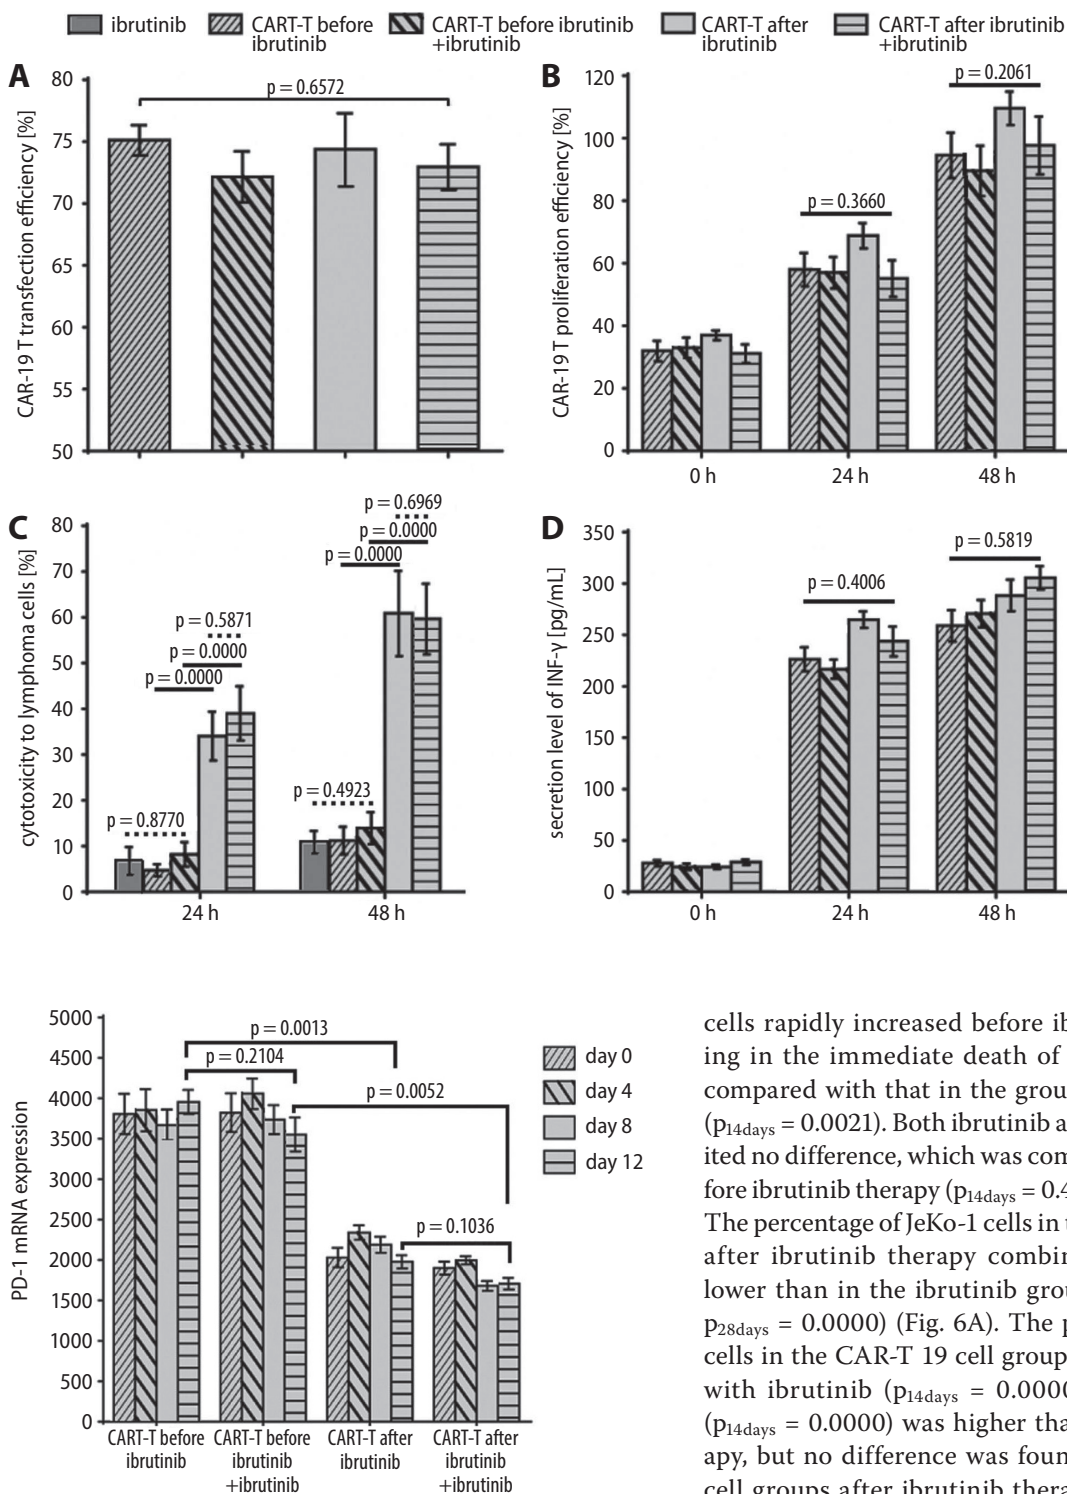 ibrutinib
CART-T before
ibrutinib
CART-T before ibrutinib
+ibrutinib
CART-T after
ibrutinib
CART-T after ibrutinib
+ibrutinib
A
CAR-19 T transfection efficiency [%]
80
75
70
65
60
55
50
p = 0.6572
B
CAR-19 T proliferation efficiency [%]
120
100
80
60
40
20
0
p = 0.3660
p = 0.2061
0 h
24 h
48 h
C
cytotoxicity to lymphoma cells [%]
80
70
60
50
40
30
20
10
0
p = 0.8770
p = 0.0000
p = 0.0000
p = 0.5871
p = 0.4923
p = 0.0000
p = 0.0000
p = 0.6969
24 h
48 h
D
secretion level of INF-γ [pg/mL]
350
300
250
200
150
100
50
0
p = 0.4006
p = 0.5819
0 h
24 h
48 h
PD-1 mRNA expression
5000
4500
4000
3500
3000
2500
2000
1500
1000
500
0
p = 0.0013
p = 0.2104
p = 0.0052
p = 0.1036
CART-T before
ibrutinib
CART-T before
ibrutinib
+ibrutinib
CART-T after
ibrutinib
CART-T after
ibrutinib
+ibrutinib
day 0
day 4
day 8
day 12
cells rapidly increased before ib
ing in the immediate death of
compared with that in the grou
(p14days = 0.0021). Both ibrutinib a
ited no difference, which was com
fore ibrutinib therapy (p14days = 0.4
The percentage of JeKo-1 cells in t
after ibrutinib therapy combin
lower than in the ibrutinib grou
p28days = 0.0000) (Fig. 6A). The p
cells in the CAR-T 19 cell group
with ibrutinib (p14days = 0.0000
(p14days = 0.0000) was higher tha
apy, but no difference was foun
cell groups after ibrutinib thera